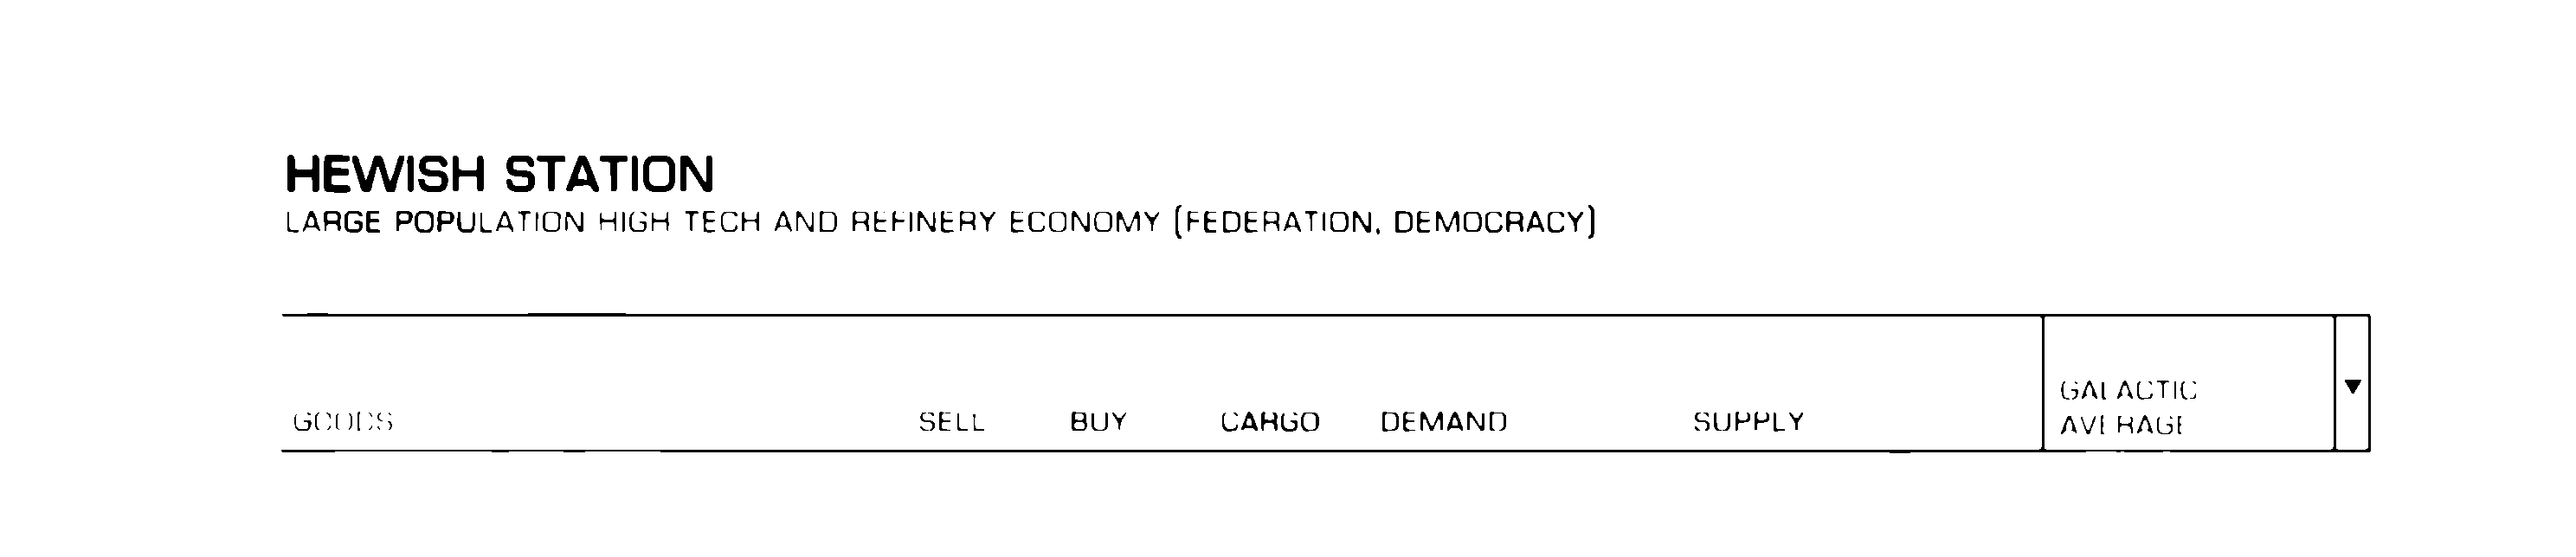 HEWISH STATION
LARGE POPULATION HIGH TECH AND REFINERY ECONOMY (FEDERATION, DEMOCRACY)
GOODS SELL BUY CARGO DEMAND SUPPLY GALACTIC
AVERAGE